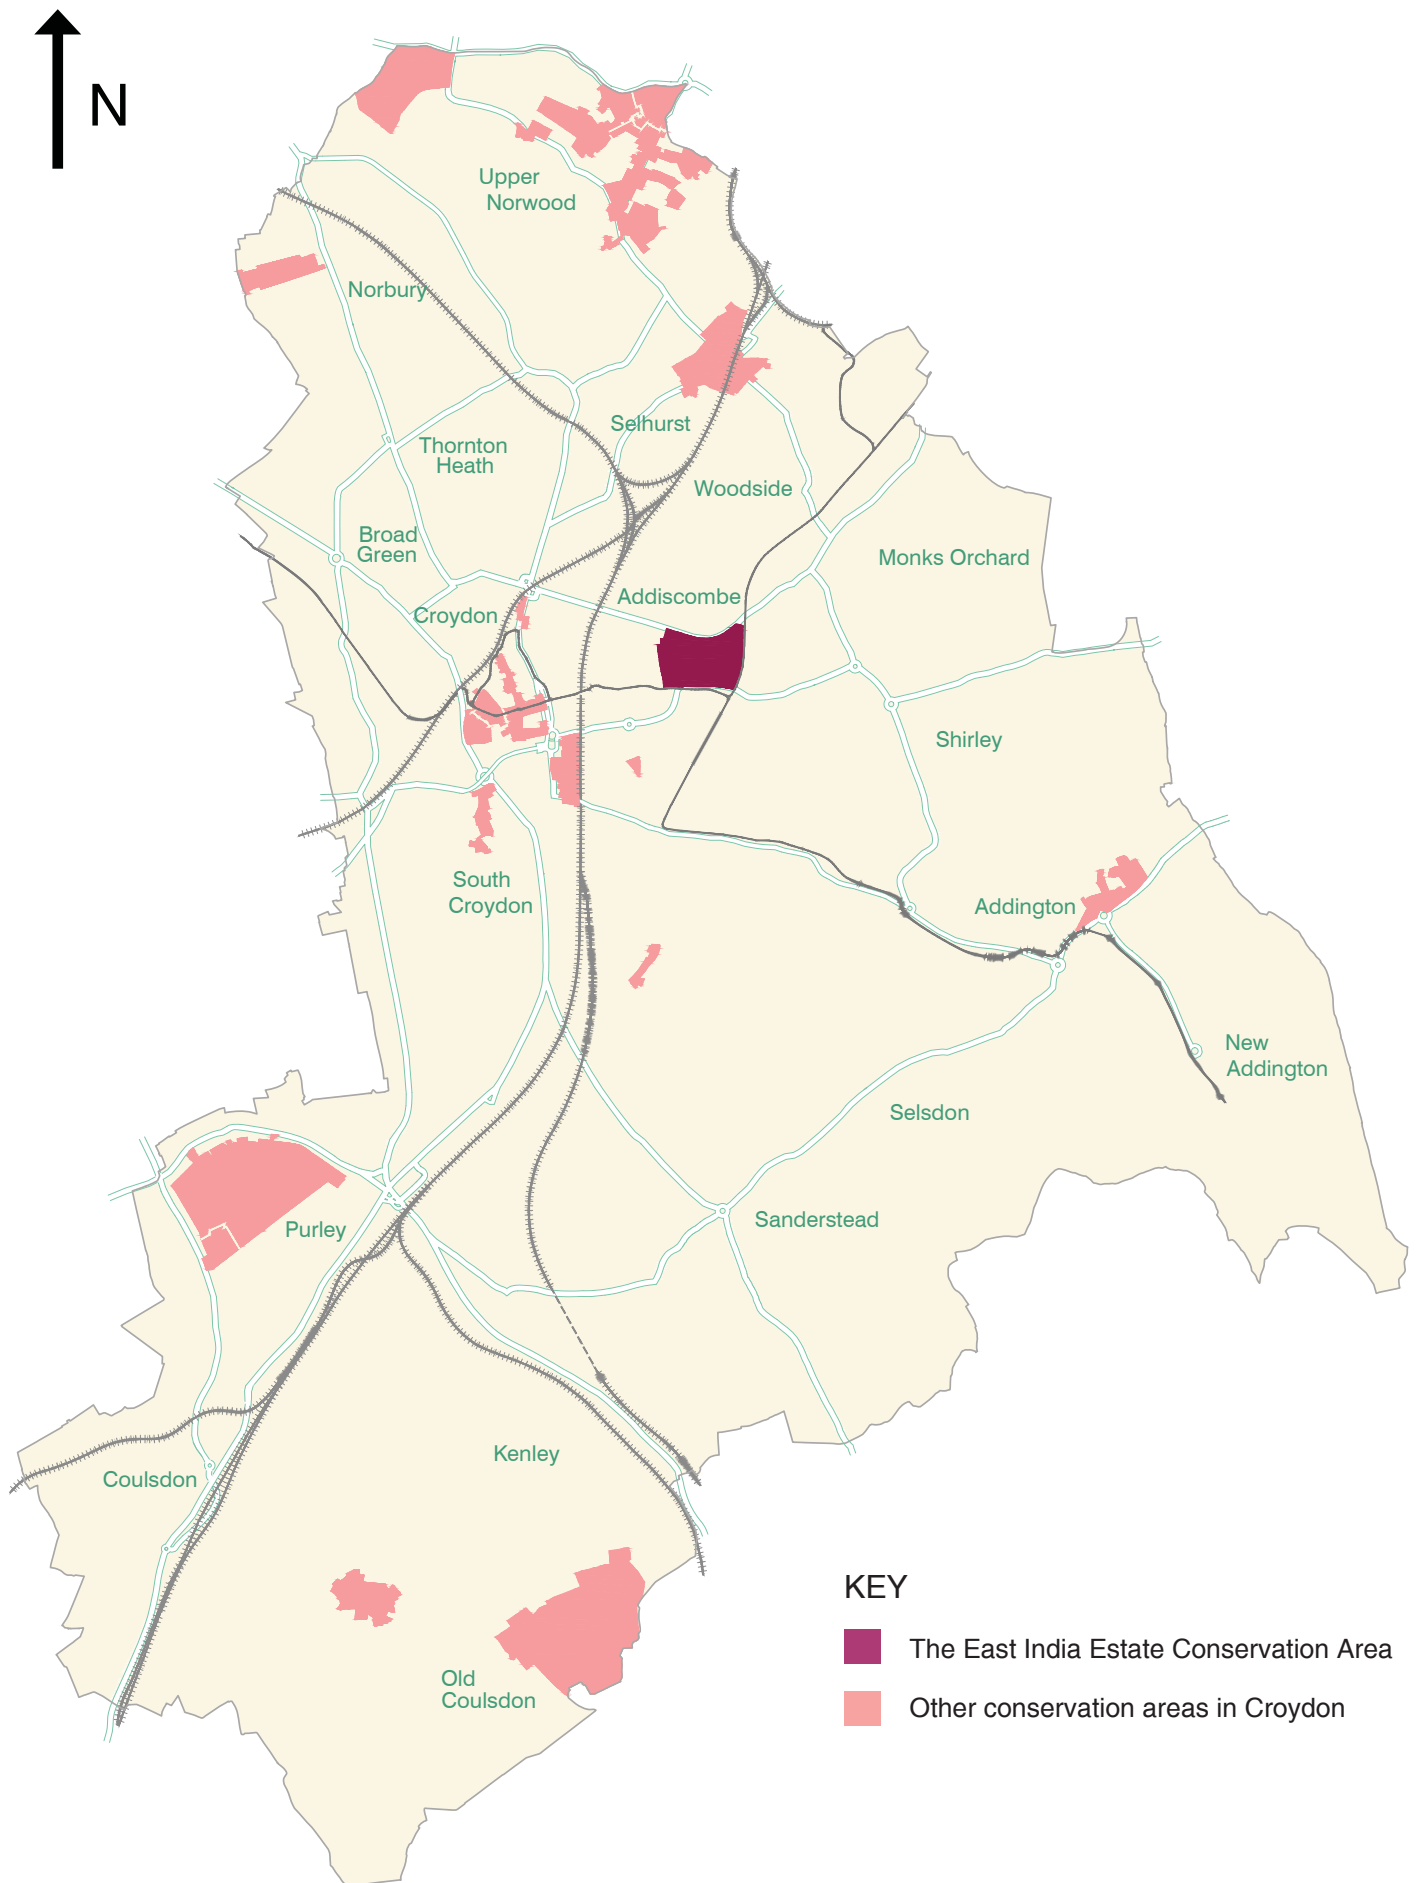 N
Upper
Norwood
Norbury
Selhurst
Thornton
Heath
Woodside
Broad
Green
Monks Orchard
Addiscombe
Croydon
Shirley
South
Croydon
Addington
New
Addington
Selsdon
Sanderstead
Purley
Kenley
Coulsdon
Old
Coulsdon
KEY
The East India Estate Conservation Area
Other conservation areas in Croydon